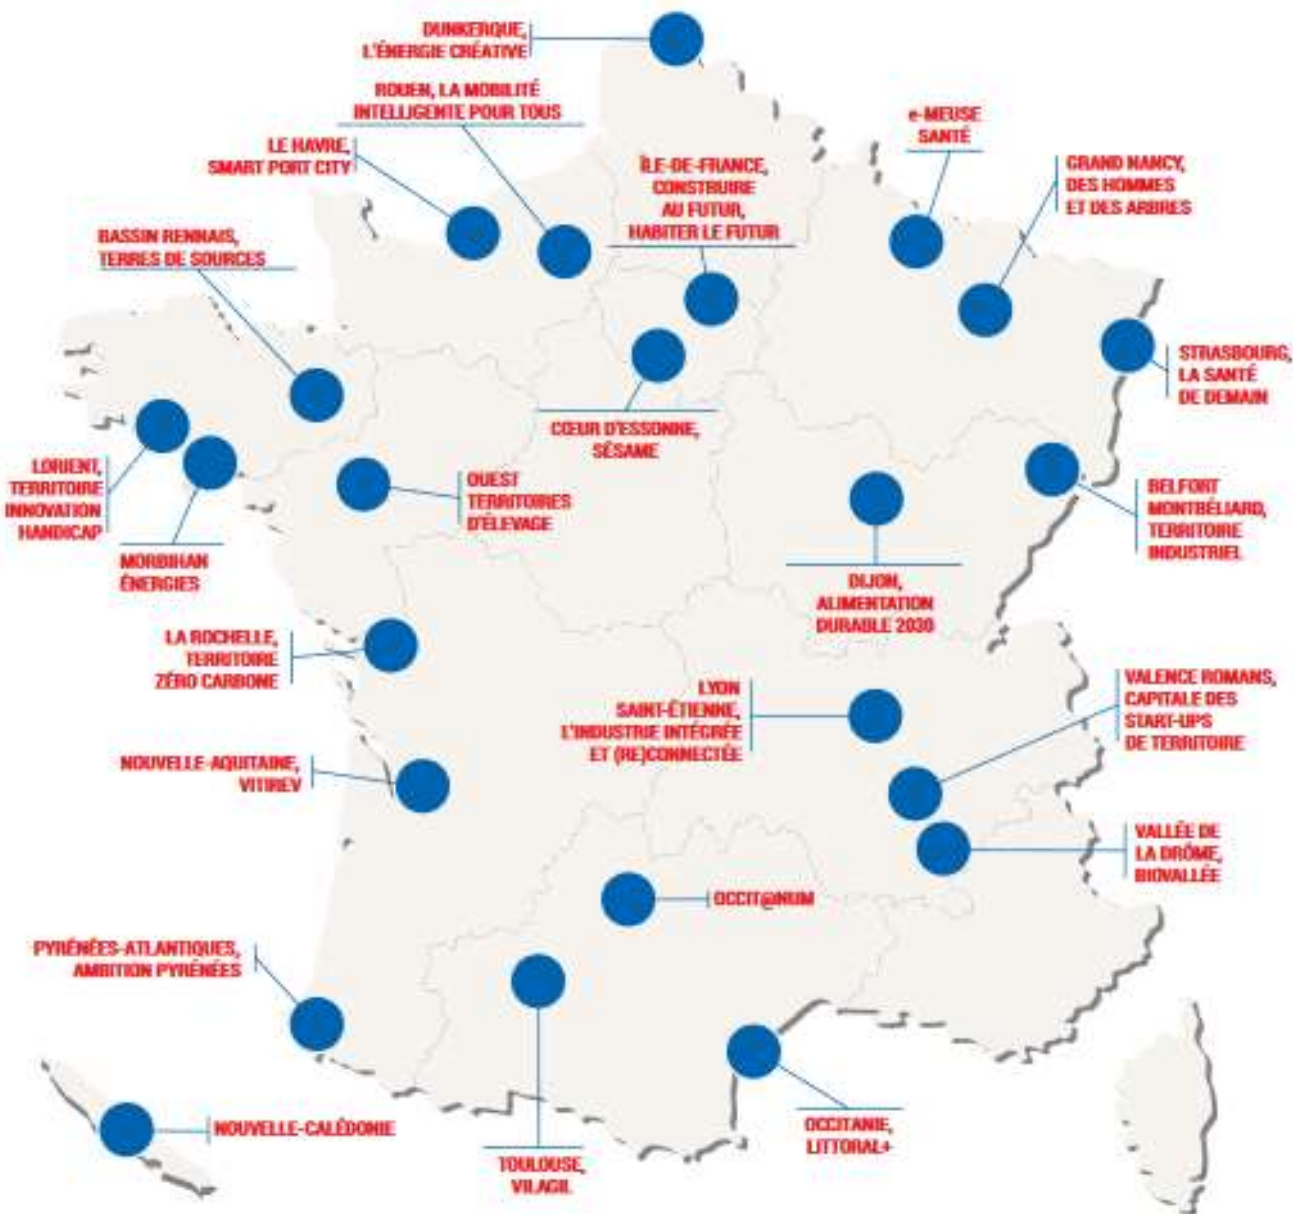 DUNKERQUE,
L'ÉNERGIE CRÉATIVE
ROUEN, LA MOBILITÉ
INTELLIGENTE POUR TOUS
LE HAVRE,
SMART PORT CITY
ÎLE-DE-FRANCE,
CONSTRUIRE
AU FUTUR,
HABITER LE FUTUR
e-MEUSE
SANTÉ
GRAND NANCY,
DES HOMMES
ET DES ARBRES
BASSIN RENNAIS,
TERRES DE SOURCES
STRASBOURG,
LA SANTÉ
DE DEMAIN
CŒUR D'ESSONNE,
SÉSAME
LORIENT,
TERRITOIRE
INNOVATION
HANDICAP
OUEST
TERRITOIRES
D'ÉLEVAGE
BELFORT
MONTBÉLIARD,
TERRITOIRE
INDUSTRIEL
MORBIHAN
ÉNERGIES
DIJON,
ALIMENTATION
DURABLE 2030
LA ROCHELLE,
TERRITOIRE
ZÉRO CARBONE
LYON
SAINT-ÉTIENNE,
L'INDUSTRIE INTÉGRÉE
ET (RE)CONNECTÉE
VALENCE ROMANS,
CAPITALE DES
START-UPS
DE TERRITOIRE
NOUVELLE-AQUITAINE,
VITIREV
VALLÉE DE
LA DRÔME,
BIOVALLÉE
OCCIT@NUM
PYRÉNÉES-ATLANTIQUES,
AMBITION PYRÉNÉES
NOUVELLE-CALÉDONIE
OCCITANIE,
LITTORAL+
TOULOUSE,
VILAGIL